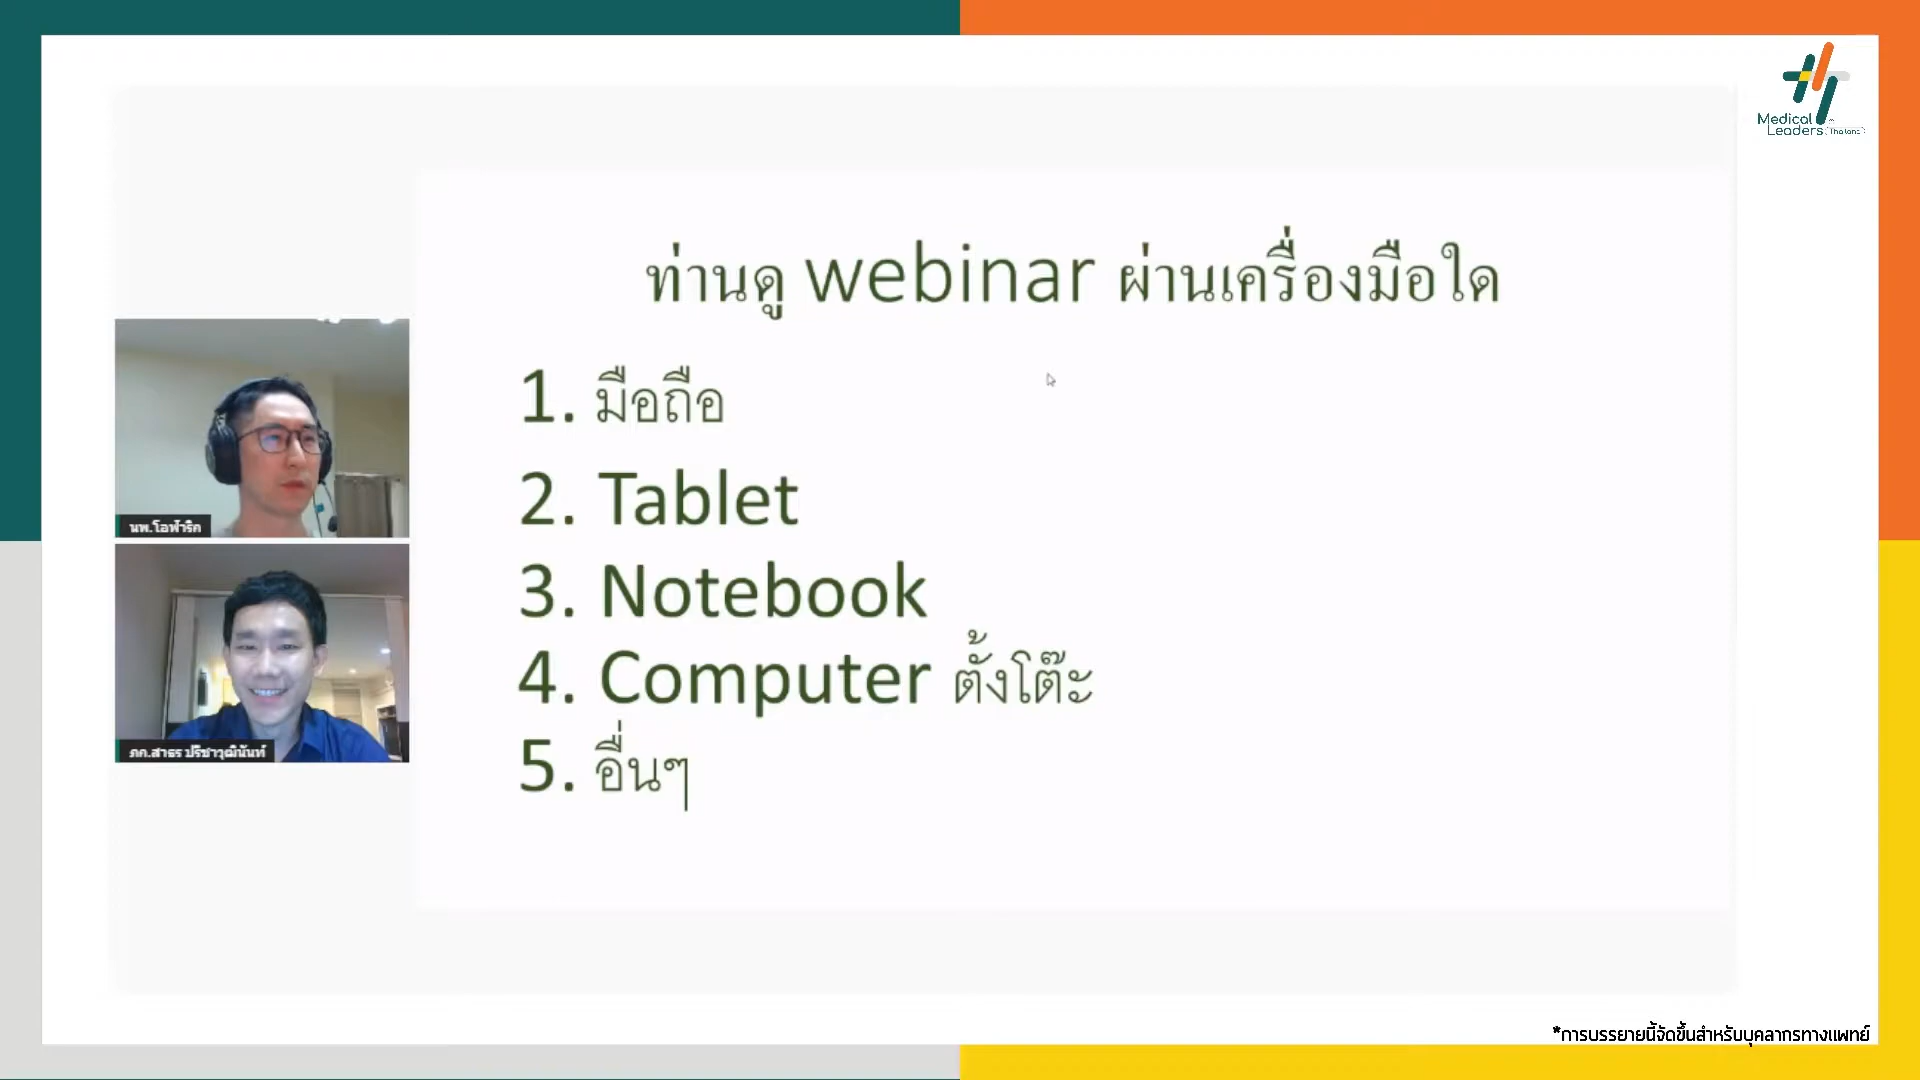 Medical
Leaders (Thailand)
ท่านดู webinar ผ่านเครื่องมือใด
1. มือถือ
2. Tablet
3. Notebook
4. Computer ตั้งโต๊ะ
5. อื่นๆ
นพ.โอฬาริก
ภก.สาธร ปรีชาวุฒินันท์
*การบรรยายนี้จัดขึ้นสำหรับบุคลากรทางแพทย์